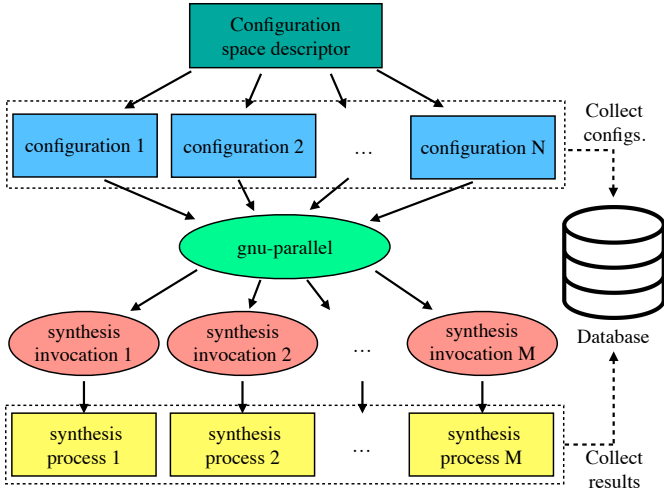 Configuration
space descriptor
configuration 1
configuration 2
...
configuration N
Collect
configs.
gnu-parallel
synthesis
invocation 1
synthesis
invocation 2
...
synthesis
invocation M
Database
synthesis
process 1
synthesis
process 2
...
synthesis
process M
Collect
results